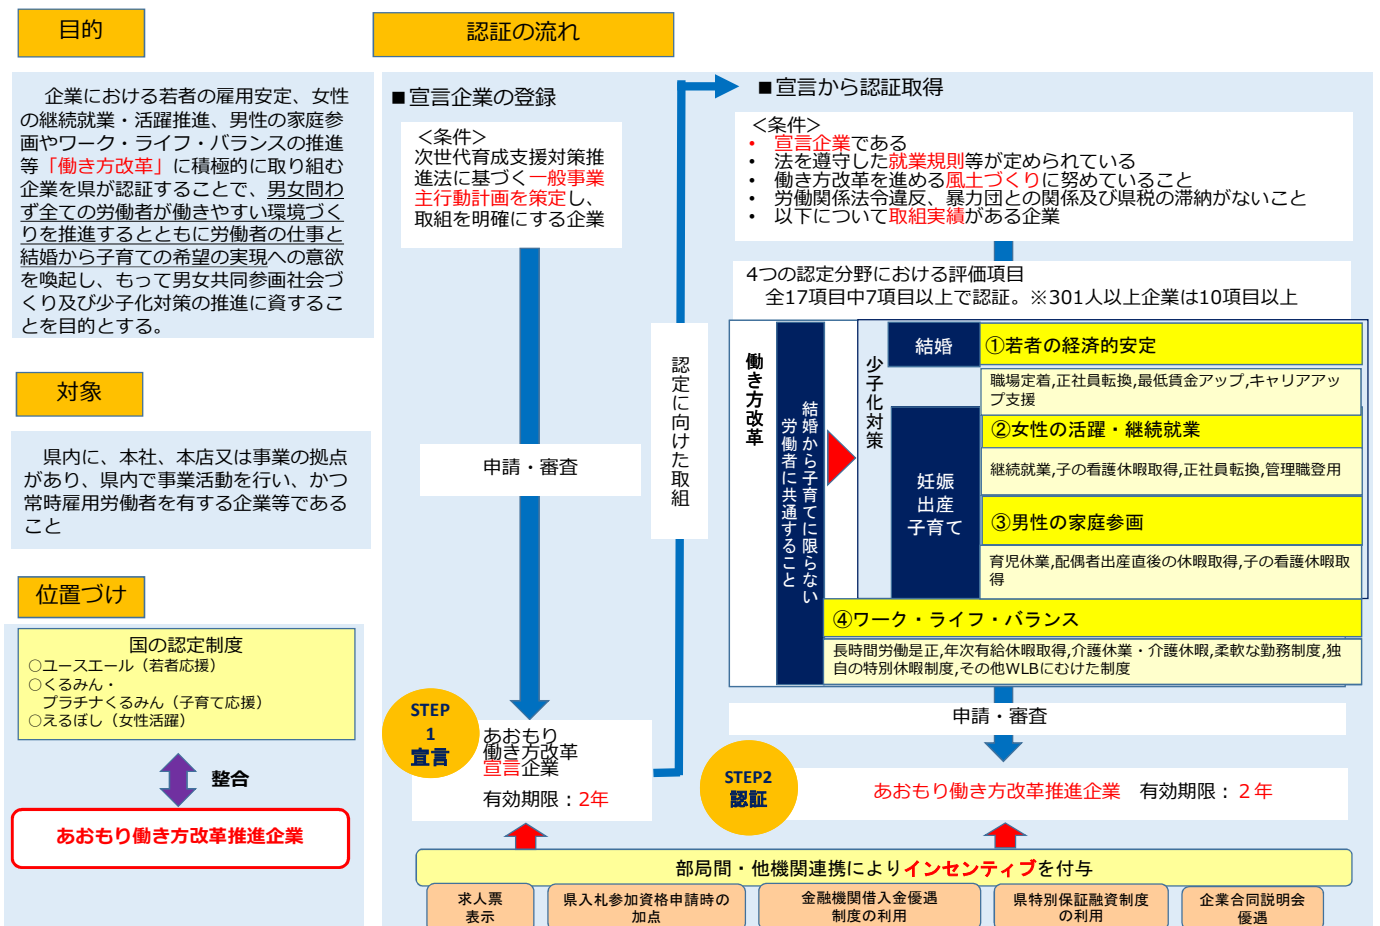 目的
企業における若者の雇用安定、女性
の継続就業・活躍推進、男性の家庭参
画やワーク・ライフ・バランスの推進
等「働き方改革」に積極的に取り組む
企業を県が認証することで、男女問わ
ず全ての労働者が働きやすい環境づく
りを推進するとともに労働者の仕事と
結婚から子育ての希望の実現への意欲
を喚起し、もって男女共同参画社会づ
くり及び少子化対策の推進に資するこ
とを目的とする。
対象
県内に、本社、本店又は事業の拠点
があり、県内で事業活動を行い、かつ
常時雇用労働者を有する企業等である
こと
位置づけ
国の認定制度
○ユースエール（若者応援）
○くるみん・
プラチナくるみん（子育て応援）
○えるぼし（女性活躍）
整合
あおもり働き方改革推進企業
認証の流れ
■宣言企業の登録
＜条件＞
次世代育成支援対策推
進法に基づく一般事業
主行動計画を策定し、
取組を明確にする企業
申請・審査
STEP
1
宣言
あおもり
働き方改革
宣言企業
有効期限：2年
認定に向けた取組
■宣言から認証取得
＜条件＞
• 宣言企業である
• 法を遵守した就業規則等が定められている
• 働き方改革を進める風土づくりに努めていること
• 労働関係法令違反、暴力団との関係及び県税の滞納がないこと
• 以下について取組実績がある企業
4つの認定分野における評価項目
全17項目中7項目以上で認証。※301人以上企業は10項目以上
働き方改革
結婚から子育てに限らない
労働者に共通すること
少子化対策
結婚
①若者の経済的安定
職場定着,正社員転換,最低賃金アップ,キャリアアッ
プ支援
妊娠
出産
子育て
②女性の活躍・継続就業
継続就業,子の看護休暇取得,正社員転換,管理職登用
③男性の家庭参画
育児休業,配偶者出産直後の休暇取得,子の看護休暇取
得
④ワーク・ライフ・バランス
長時間労働是正,年次有給休暇取得,介護休業・介護休暇,柔軟な勤務制度,独
自の特別休暇制度,その他WLBにむけた制度
申請・審査
STEP2
認証
あおもり働き方改革推進企業　有効期限：２年
部局間・他機関連携によりインセンティブを付与
求人票
表示
県入札参加資格申請時の
加点
金融機関借入金優遇
制度の利用
県特別保証融資制度
の利用
企業合同説明会
優遇